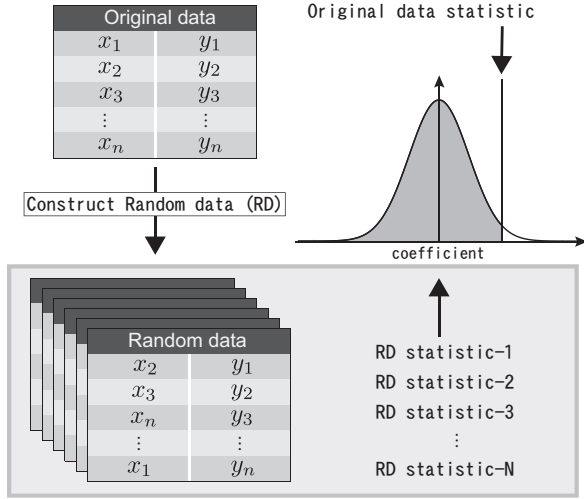 Original data
x₁ y₁
x₂ y₂
x₃ y₃
⋮ ⋮
xₙ yₙ
Construct Random data (RD)
Original data statistic
coefficient
Random data
x₂ y₁
x₃ y₂
xₙ y₃
⋮ ⋮
x₁ yₙ
RD statistic-1
RD statistic-2
RD statistic-3
⋮
RD statistic-N